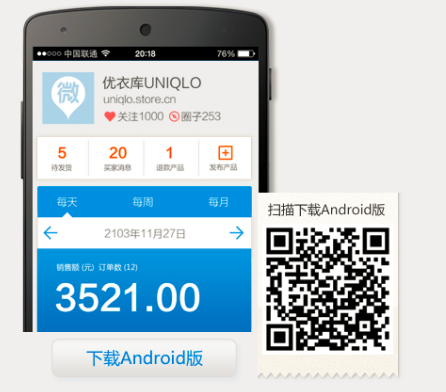 中国联通 20:18 76%
微
优衣库UNIQLO
uniqlo.store.cn
关注1000 圈子253
5 20 1
待发货 买家消息 退款产品 发布产品
每天 每周 每月
2103年11月27日
销售额 (元) 订单数 (12)
3521.00
扫描下载Android版
下载Android版